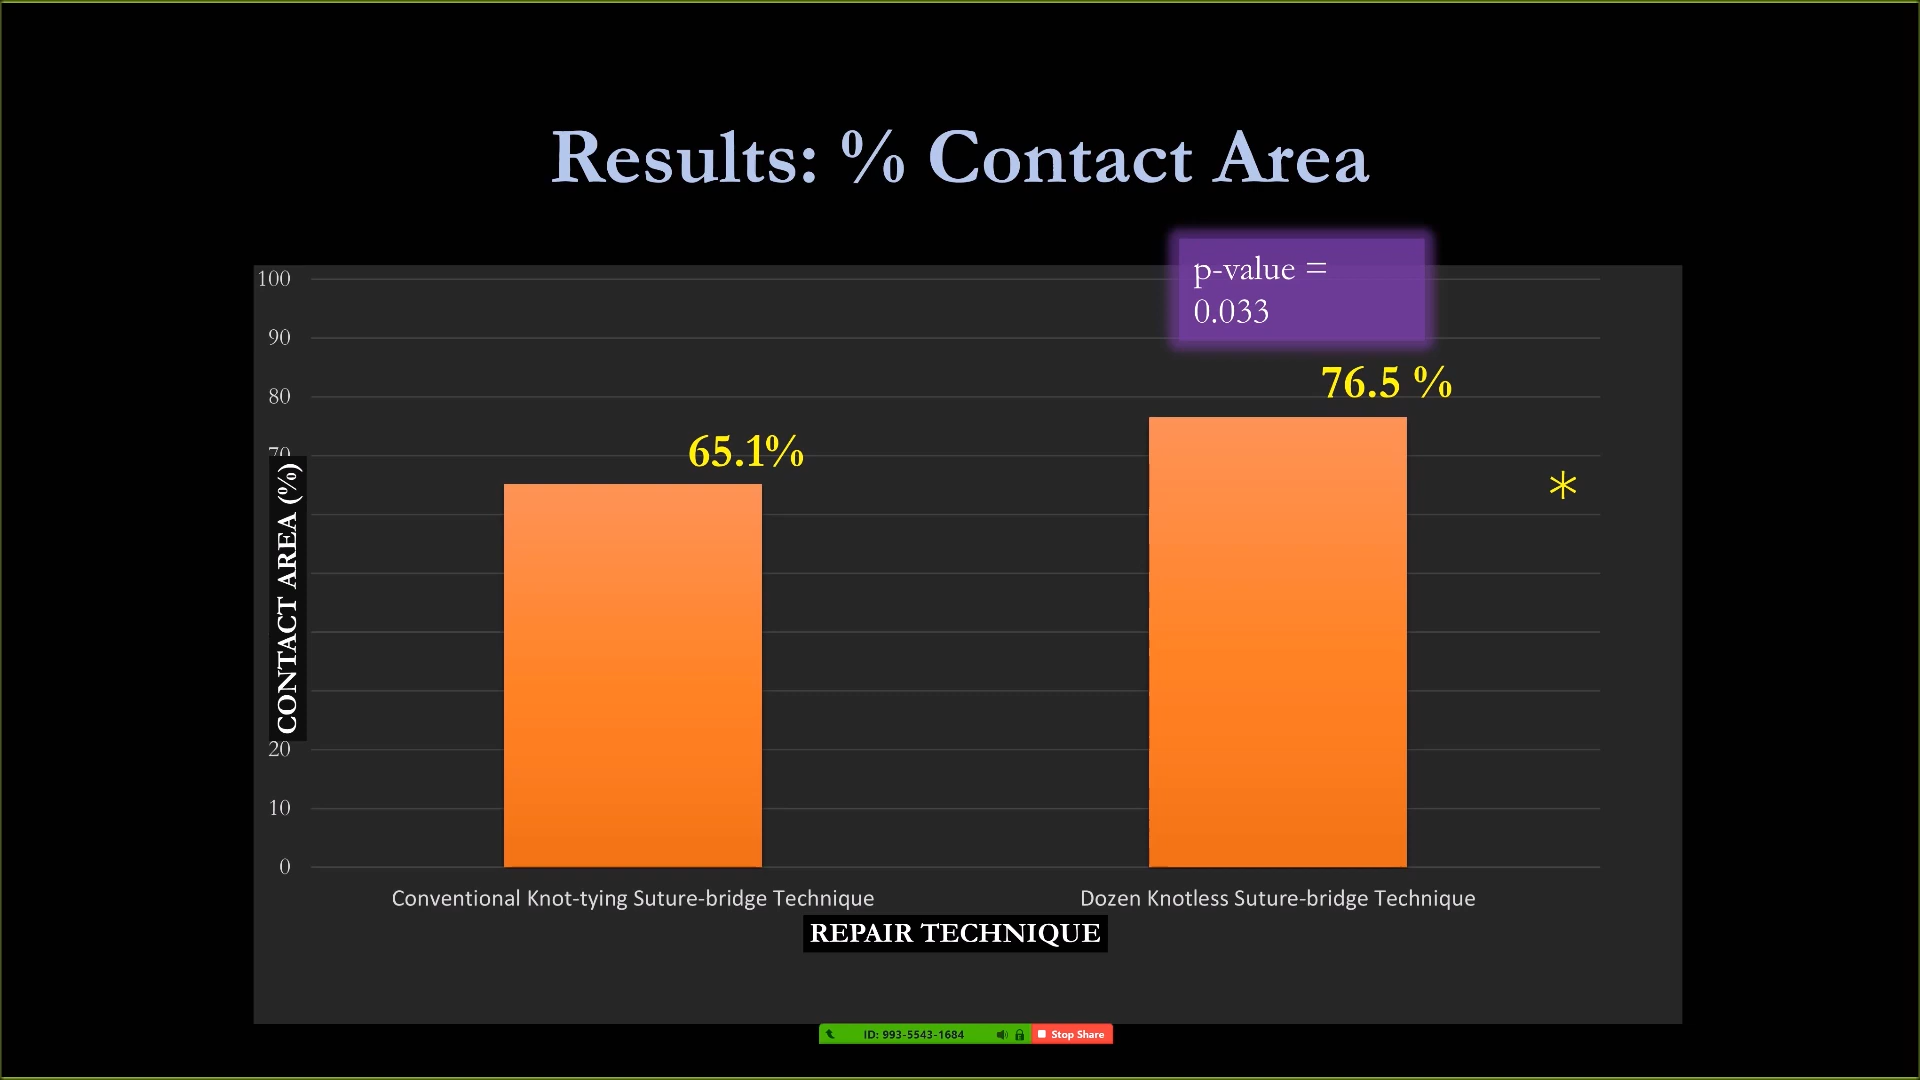 Results: % Contact Area
p-value =
0.033
100
90
80
70
20
10
0
CONTACT AREA (%)
65.1%
76.5 %
*
Conventional Knot-tying Suture-bridge Technique
Dozen Knotless Suture-bridge Technique
REPAIR TECHNIQUE
ID: 993-5543-1684
Stop Share